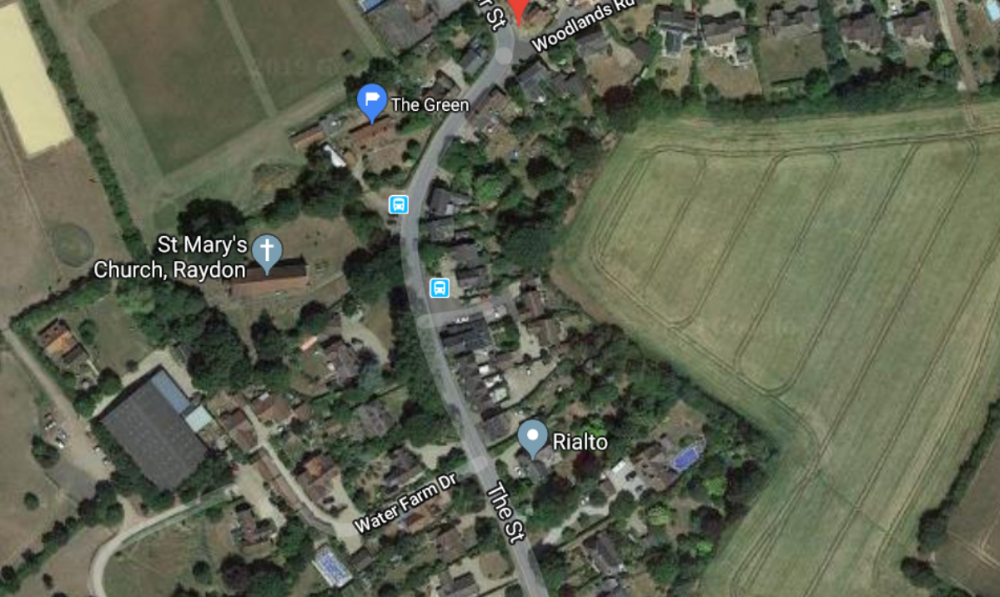 r St
Woodlands Rd
The Green
St Mary's
Church, Raydon
Rialto
Water Farm Dr
The St